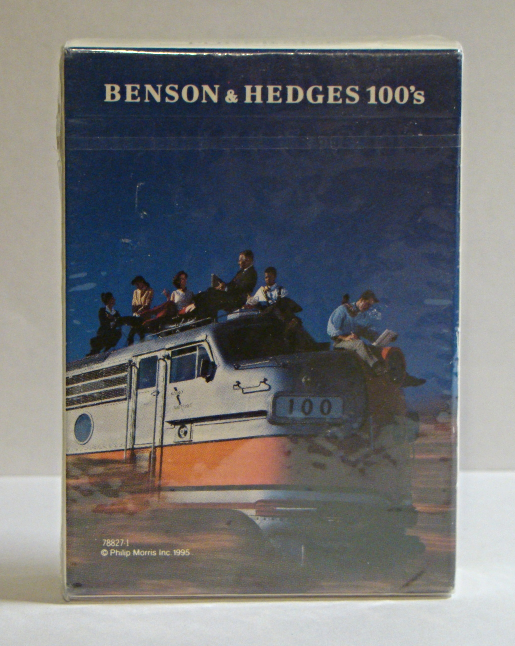 BENSON & HEDGES 100's
100
78827-1
© Philip Morris Inc 1995